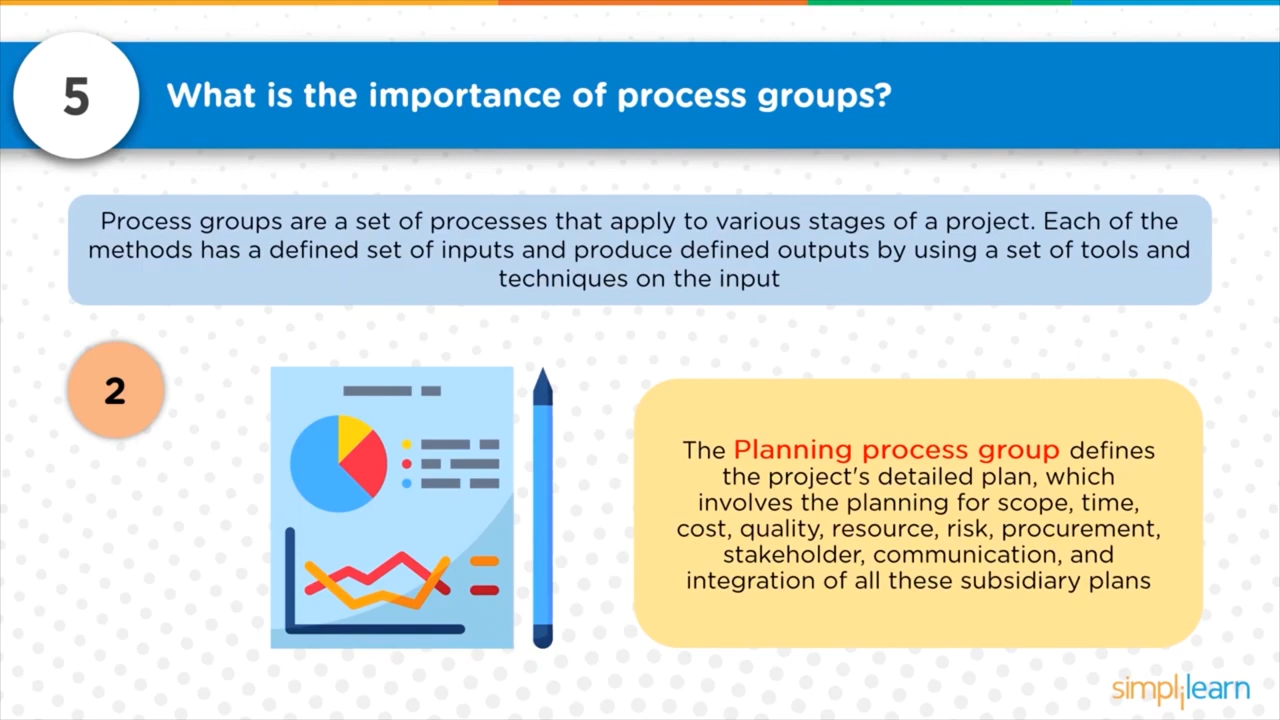 5
What is the importance of process groups?
Process groups are a set of processes that apply to various stages of a project. Each of the
methods has a defined set of inputs and produce defined outputs by using a set of tools and
techniques on the input
2
The Planning process group defines
the project's detailed plan, which
involves the planning for scope, time,
cost, quality, resource, risk, procurement,
stakeholder, communication, and
integration of all these subsidiary plans
simplilearn